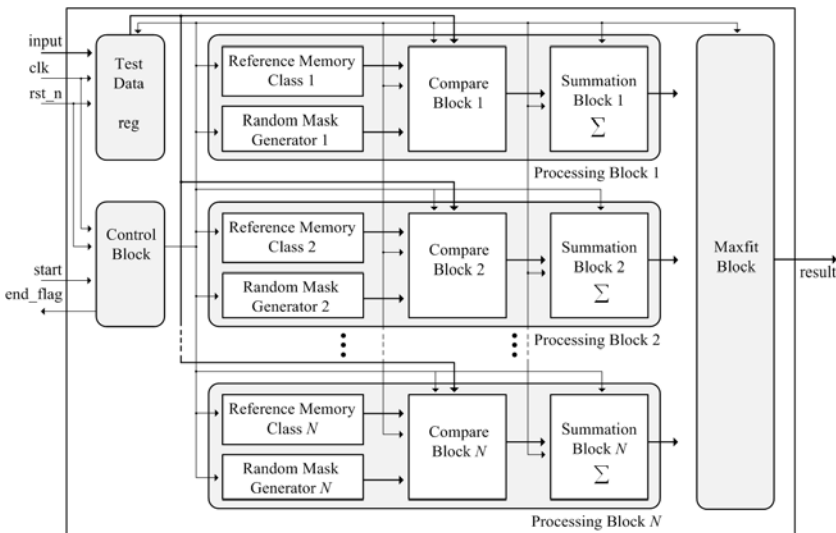 input
clk
rst_n
Test
Data
reg
Reference Memory
Class 1
Random Mask
Generator 1
Compare
Block 1
Summation
Block 1
∑
Processing Block 1
Control
Block
start
end_flag
Reference Memory
Class 2
Random Mask
Generator 2
Compare
Block 2
Summation
Block 2
∑
Processing Block 2
Reference Memory
Class N
Random Mask
Generator N
Compare
Block N
Summation
Block N
∑
Processing Block N
Maxfit
Block
result